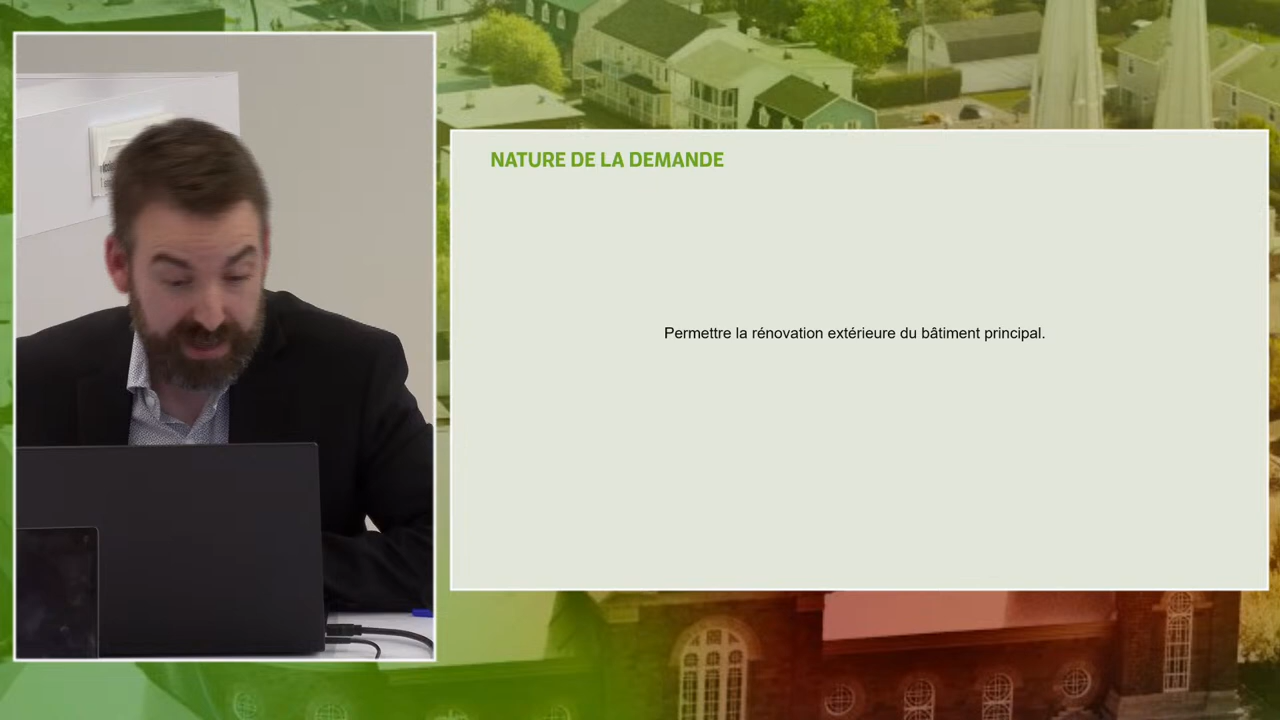 NATURE DE LA DEMANDE
Permettre la rénovation extérieure du bâtiment principal.